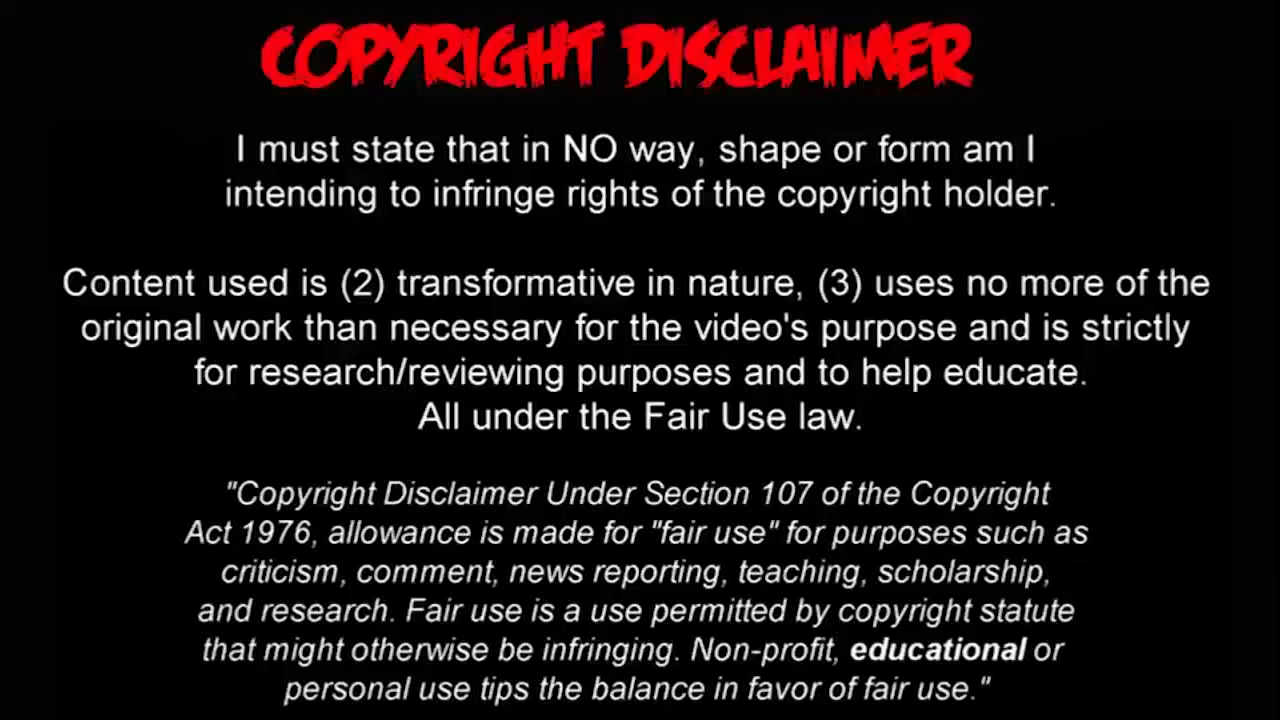 COPYRIGHT DISCLAIMER
I must state that in NO way, shape or form am I
intending to infringe rights of the copyright holder.
Content used is (2) transformative in nature, (3) uses no more of the
original work than necessary for the video's purpose and is strictly
for research/reviewing purposes and to help educate.
All under the Fair Use law.
"Copyright Disclaimer Under Section 107 of the Copyright
Act 1976, allowance is made for "fair use" for purposes such as
criticism, comment, news reporting, teaching, scholarship,
and research. Fair use is a use permitted by copyright statute
that might otherwise be infringing. Non-profit, educational or
personal use tips the balance in favor of fair use."